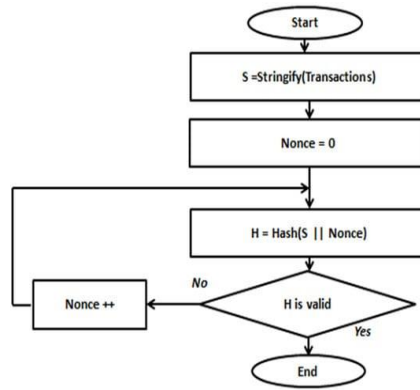 Start
S =Stringify(Transactions)
Nonce = 0
H = Hash(S || Nonce)
No
Nonce ++
H is valid
Yes
End